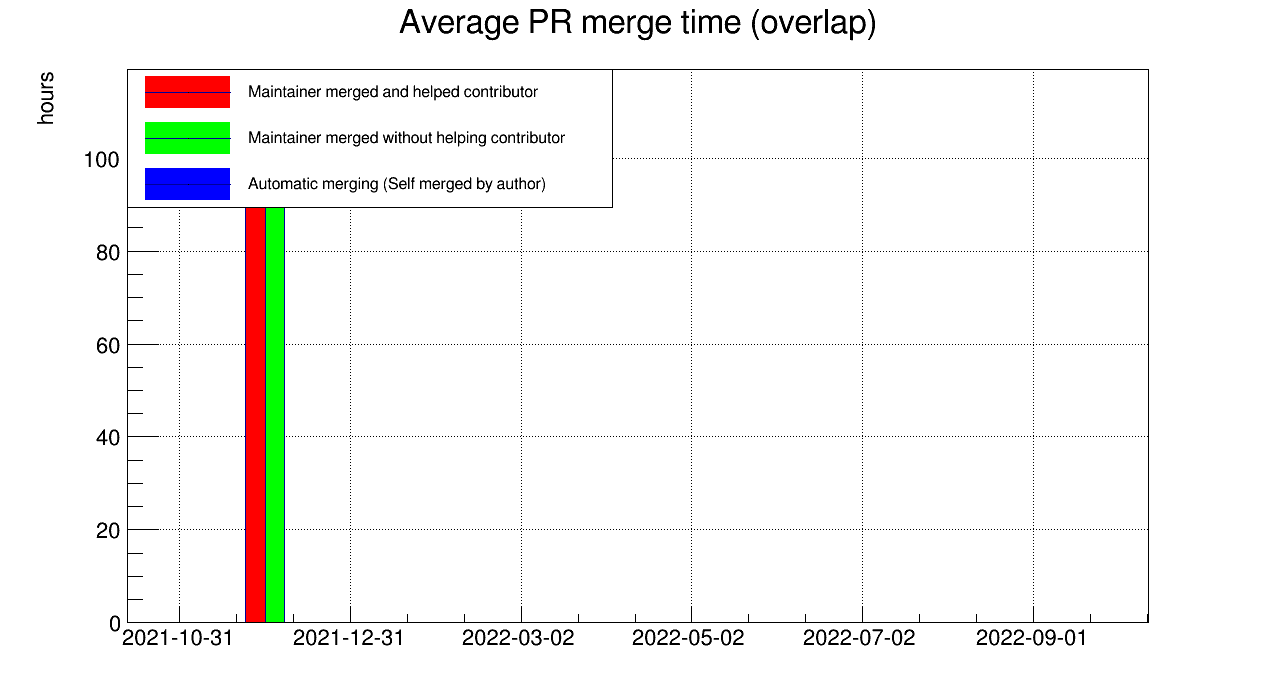 Average PR merge time (overlap)
hours
Maintainer merged and helped contributor
Maintainer merged without helping contributor
Automatic merging (Self merged by author)
100
80
60
40
20
0
2021-10-31 2021-12-31 2022-03-02 2022-05-02 2022-07-02 2022-09-01